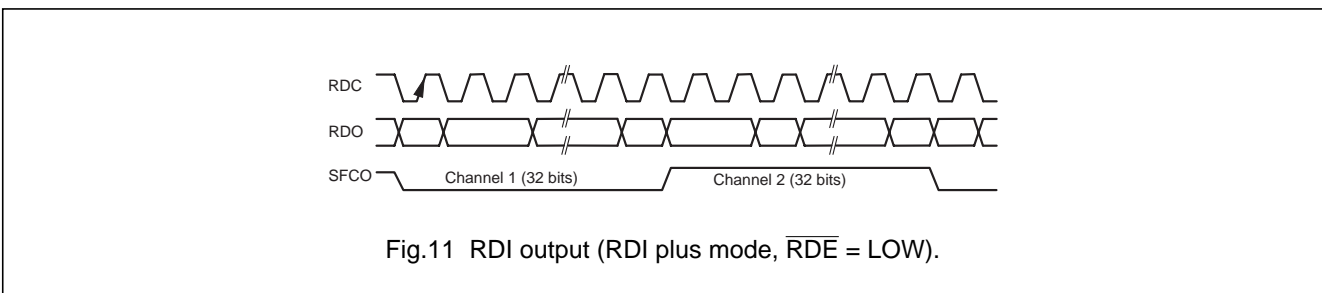 RDC
RDO
SFCO
Channel 1 (32 bits)
Channel 2 (32 bits)
Fig.11 RDI output (RDI plus mode, R̅D̅E̅ = LOW).